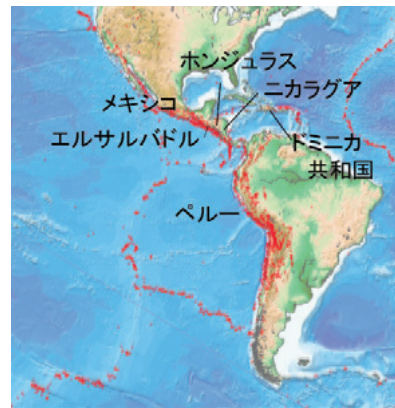 ホンジュラス
ニカラグア
メキシコ
エルサルバドル
ドミニカ
共和国
ペルー